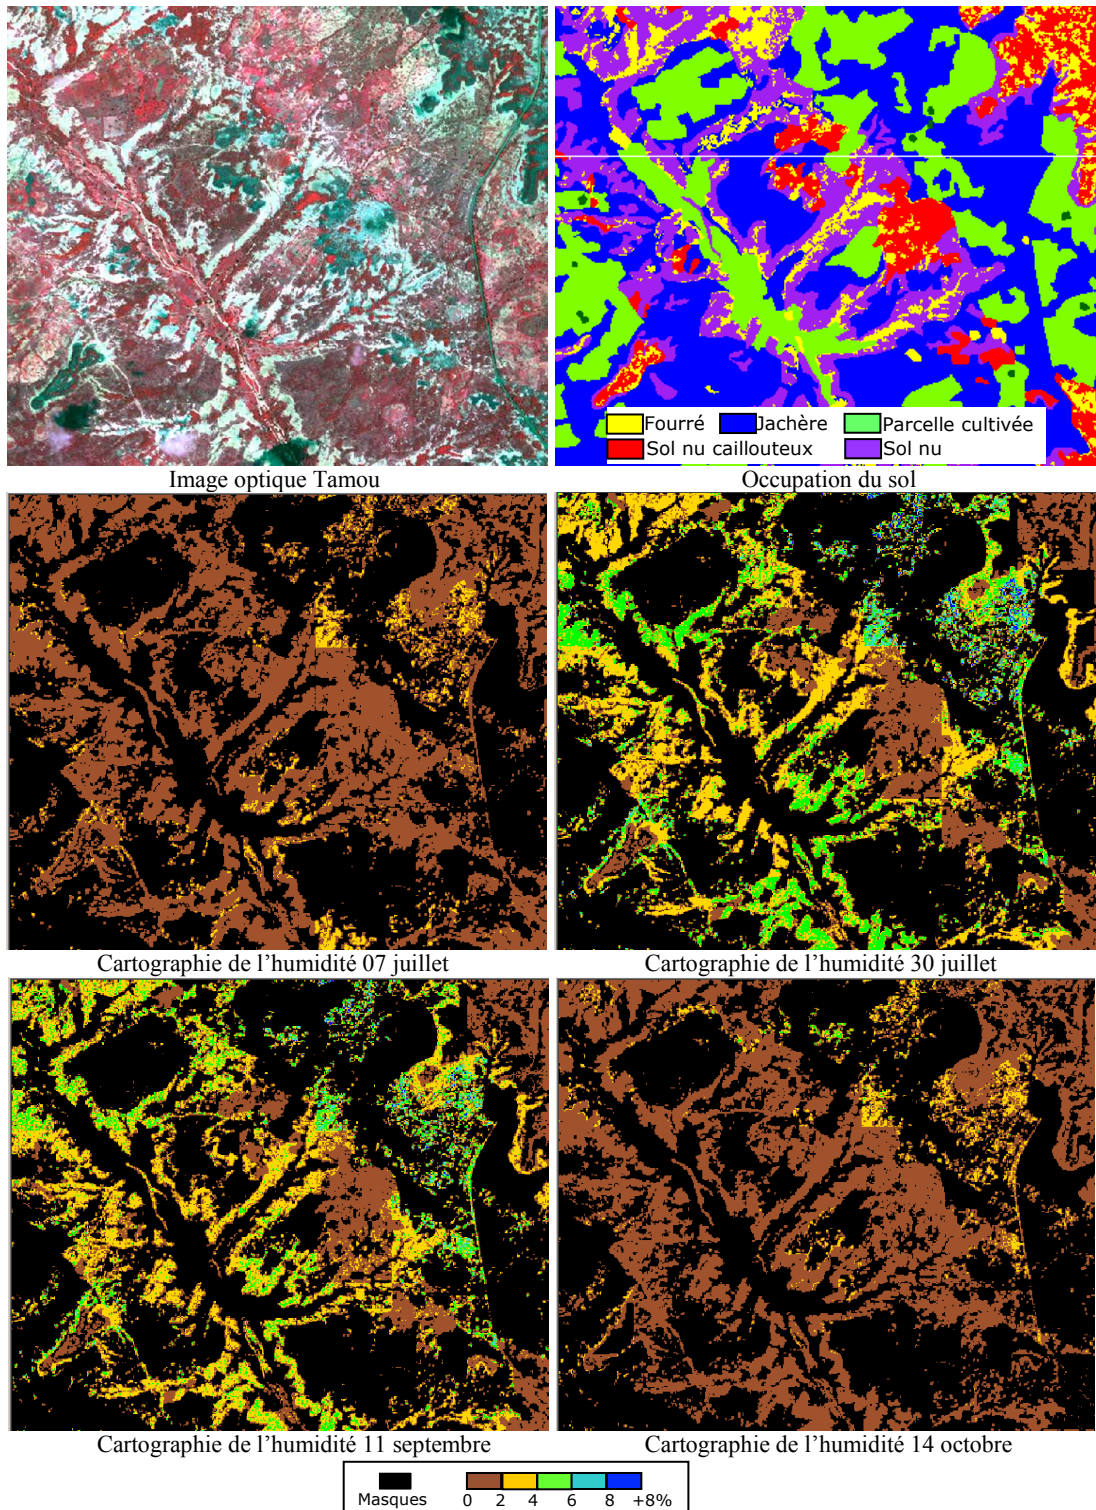 Fourré Jachère Parcelle cultivée
Sol nu caillouteux Sol nu
Image optique Tamou Occupation du sol
Cartographie de l'humidité 07 juillet Cartographie de l'humidité 30 juillet
Cartographie de l'humidité 11 septembre Cartographie de l'humidité 14 octobre
Masques 0 2 4 6 8 +8%